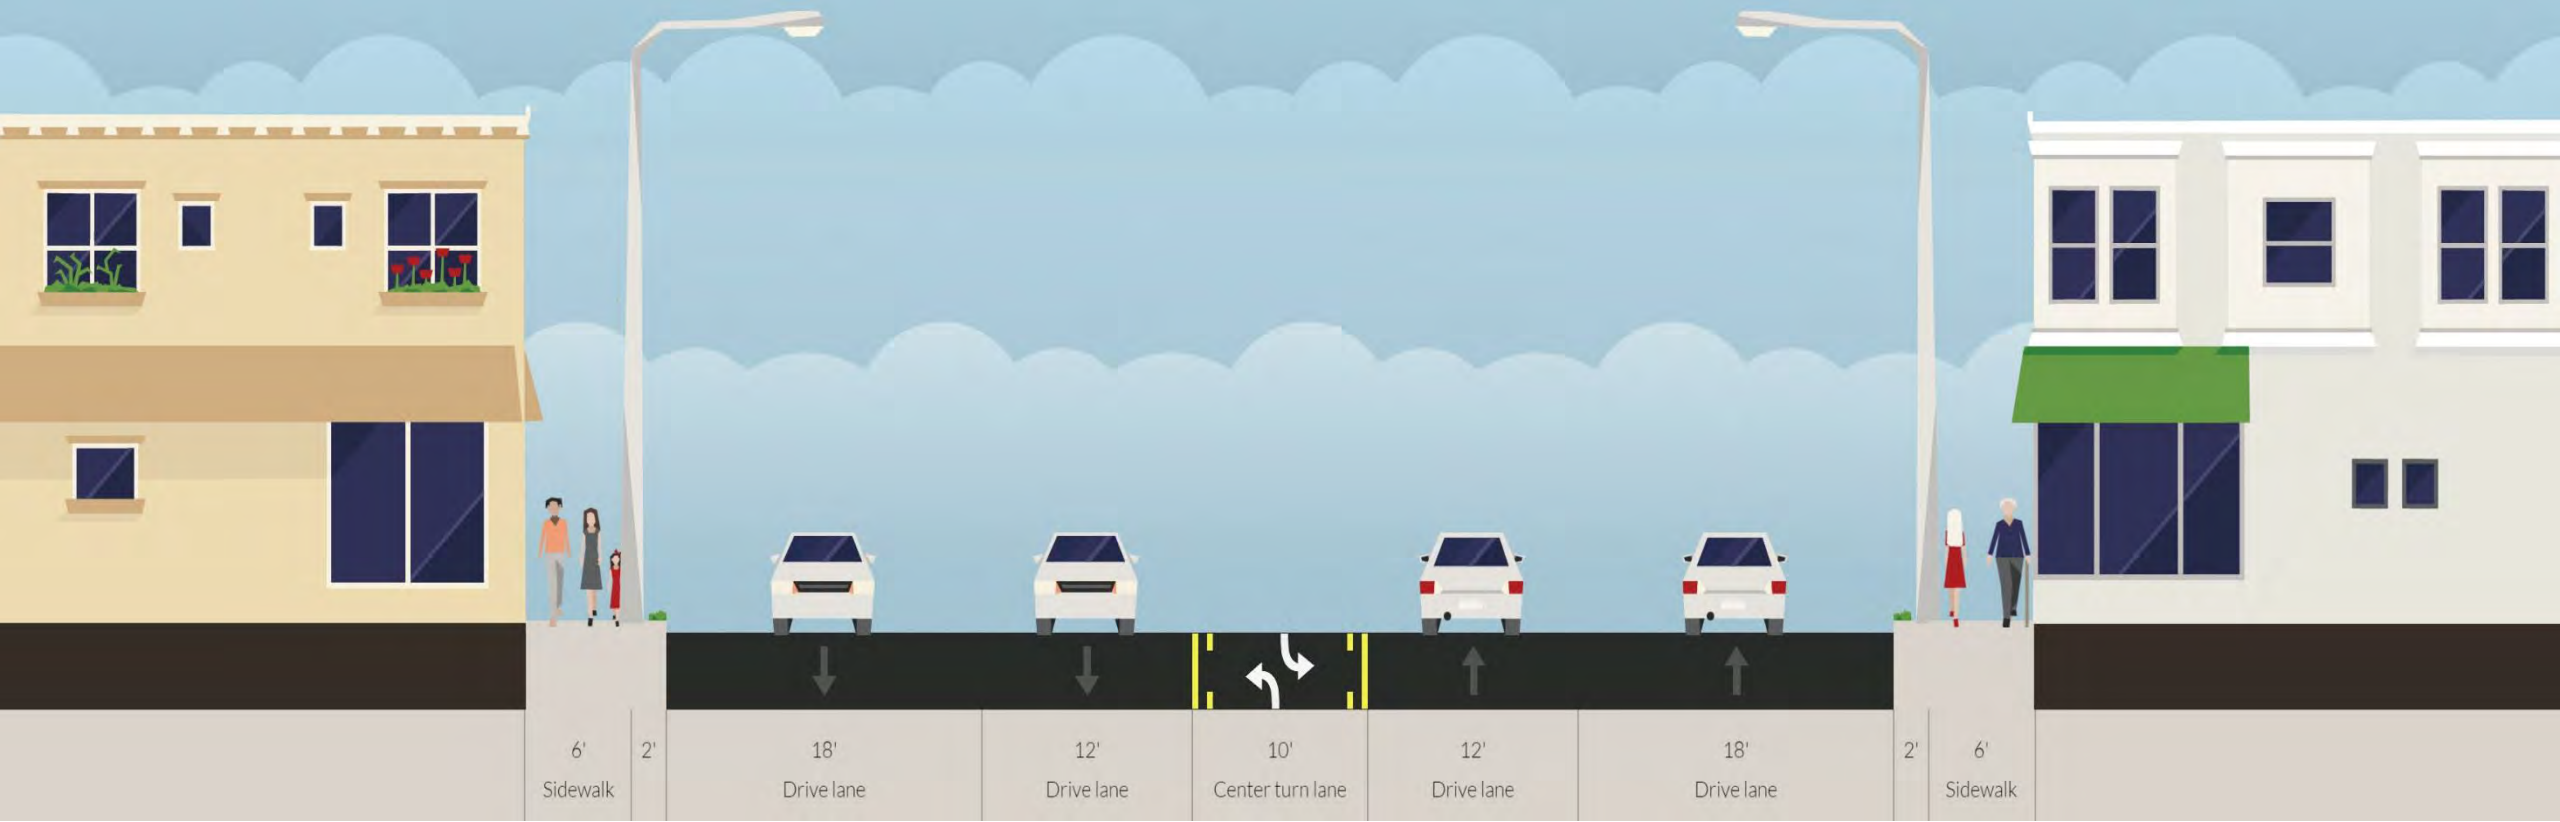 6'
Sidewalk
2'
18'
Drive lane
12'
Drive lane
10'
Center turn lane
12'
Drive lane
18'
Drive lane
2'
6'
Sidewalk